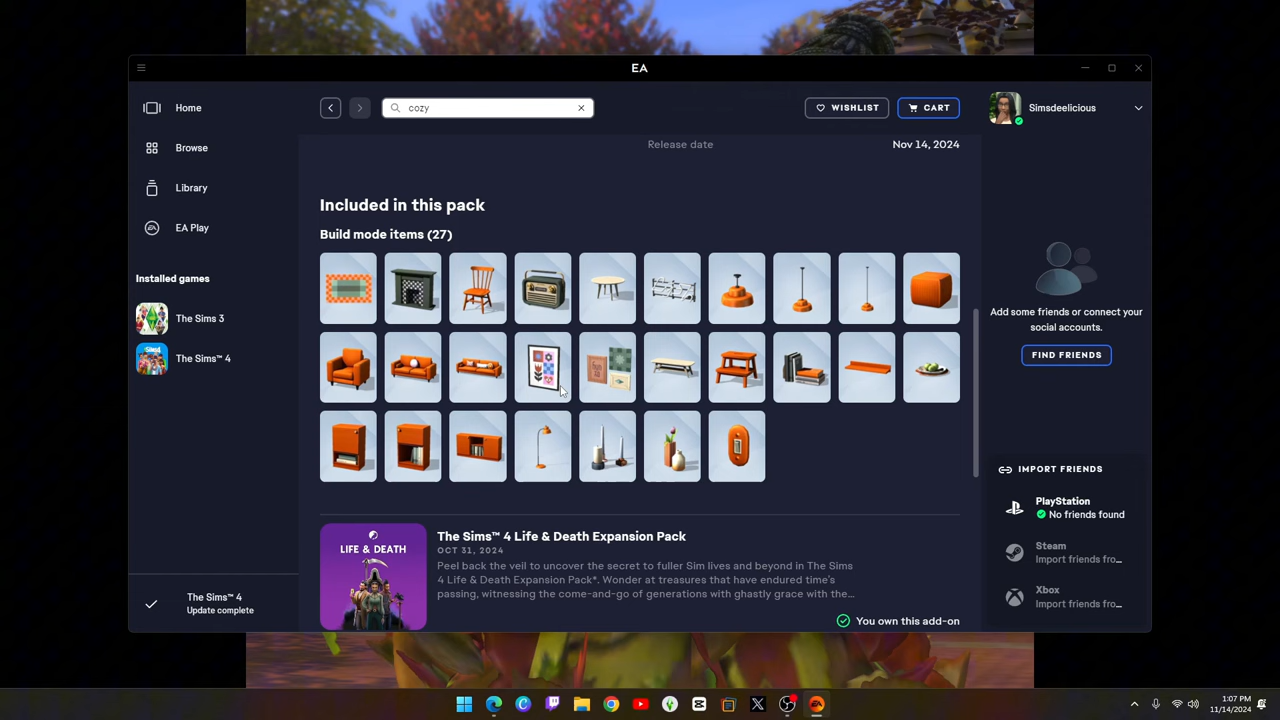 EA
Home
Browse
Library
EA Play
Installed games
The Sims 3
The Sims™ 4
The Sims™ 4
Update complete
cozy
WISHLIST
CART
Simsdeelicious
Release date
Nov 14, 2024
Included in this pack
Build mode items (27)
LIFE & DEATH
The Sims™ 4 Life & Death Expansion Pack
OCT 31, 2024
Peel back the veil to uncover the secret to fuller Sim lives and beyond in The Sims
4 Life & Death Expansion Pack*. Wonder at treasures that have endured time's
passing, witnessing the come-and-go of generations with ghastly grace with the...
You own this add-on
Add some friends or connect your
social accounts.
FIND FRIENDS
IMPORT FRIENDS
PlayStation
No friends found
Steam
Import friends fro...
Xbox
Import friends fro...
1:07 PM
11/14/2024